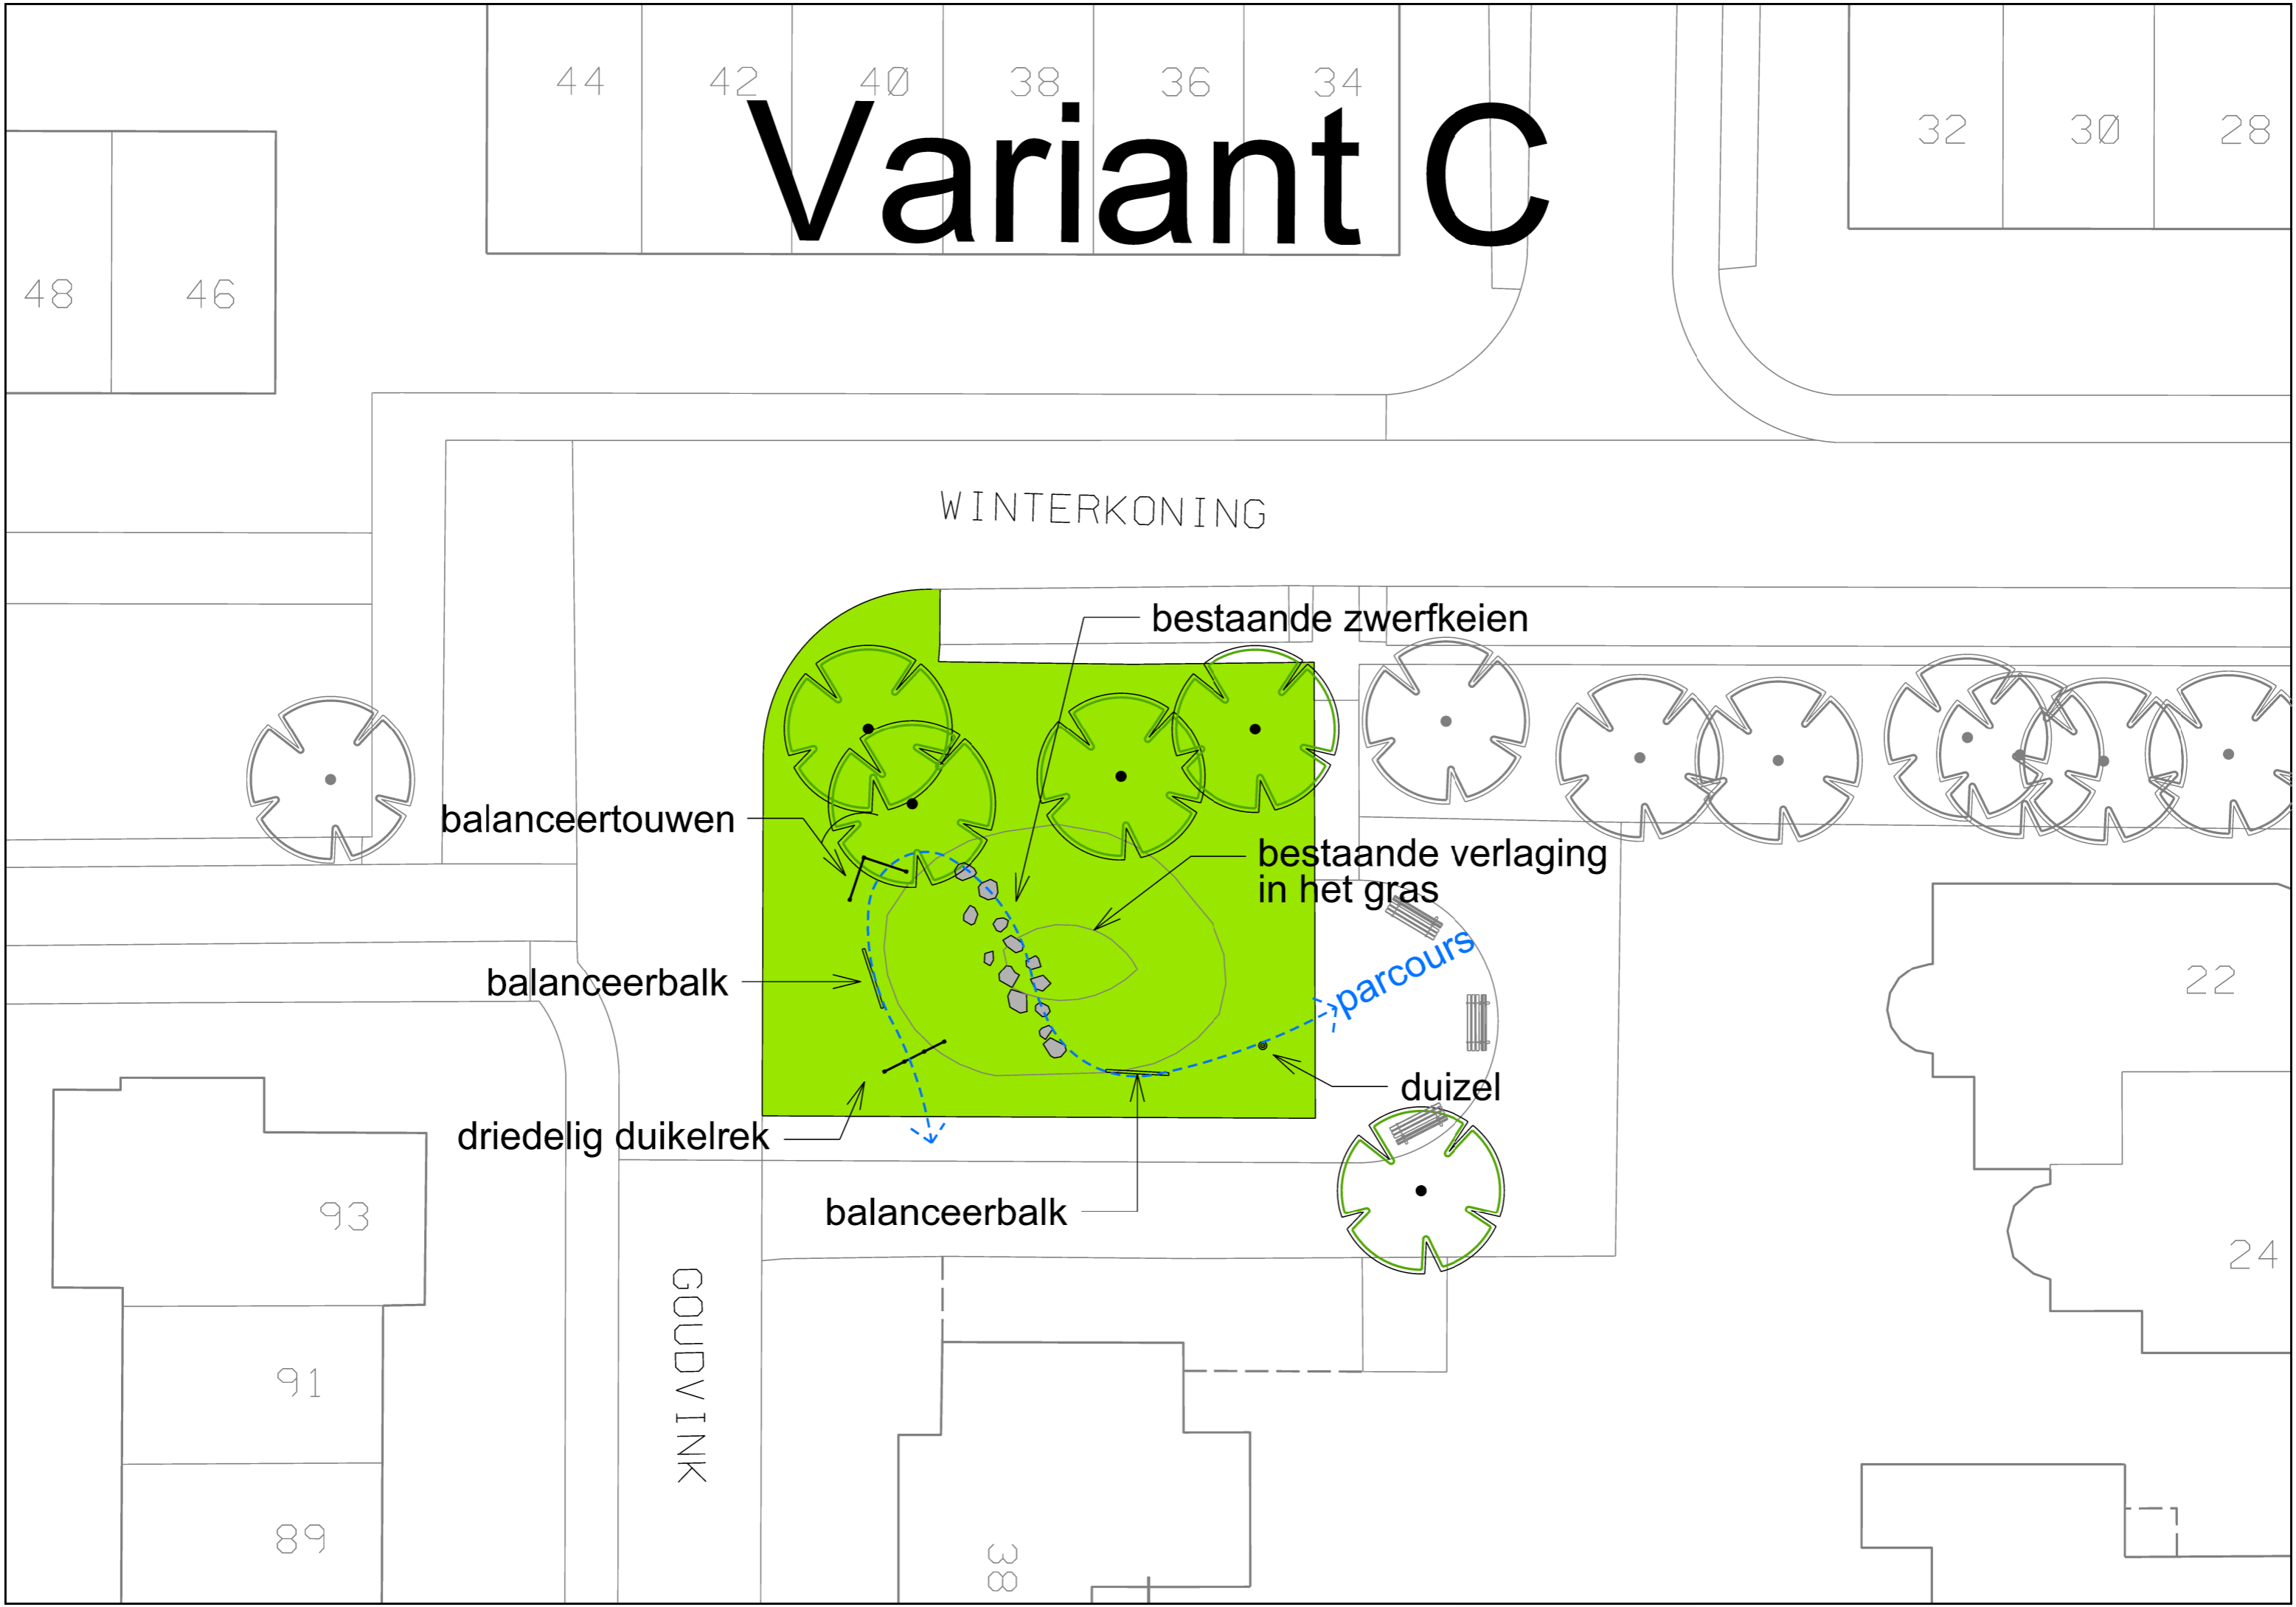 44 42 40 38 36 34
32 30 28
Variant C
48 46
WINTERKONING
bestaande zwerfkeien
balanceertouwen
bestaande verlaging
in het gras
parcours
balanceerbalk
22
duizel
driedelig duikelrek
balanceerbalk
93
24
GOUDVINK
91
89
38